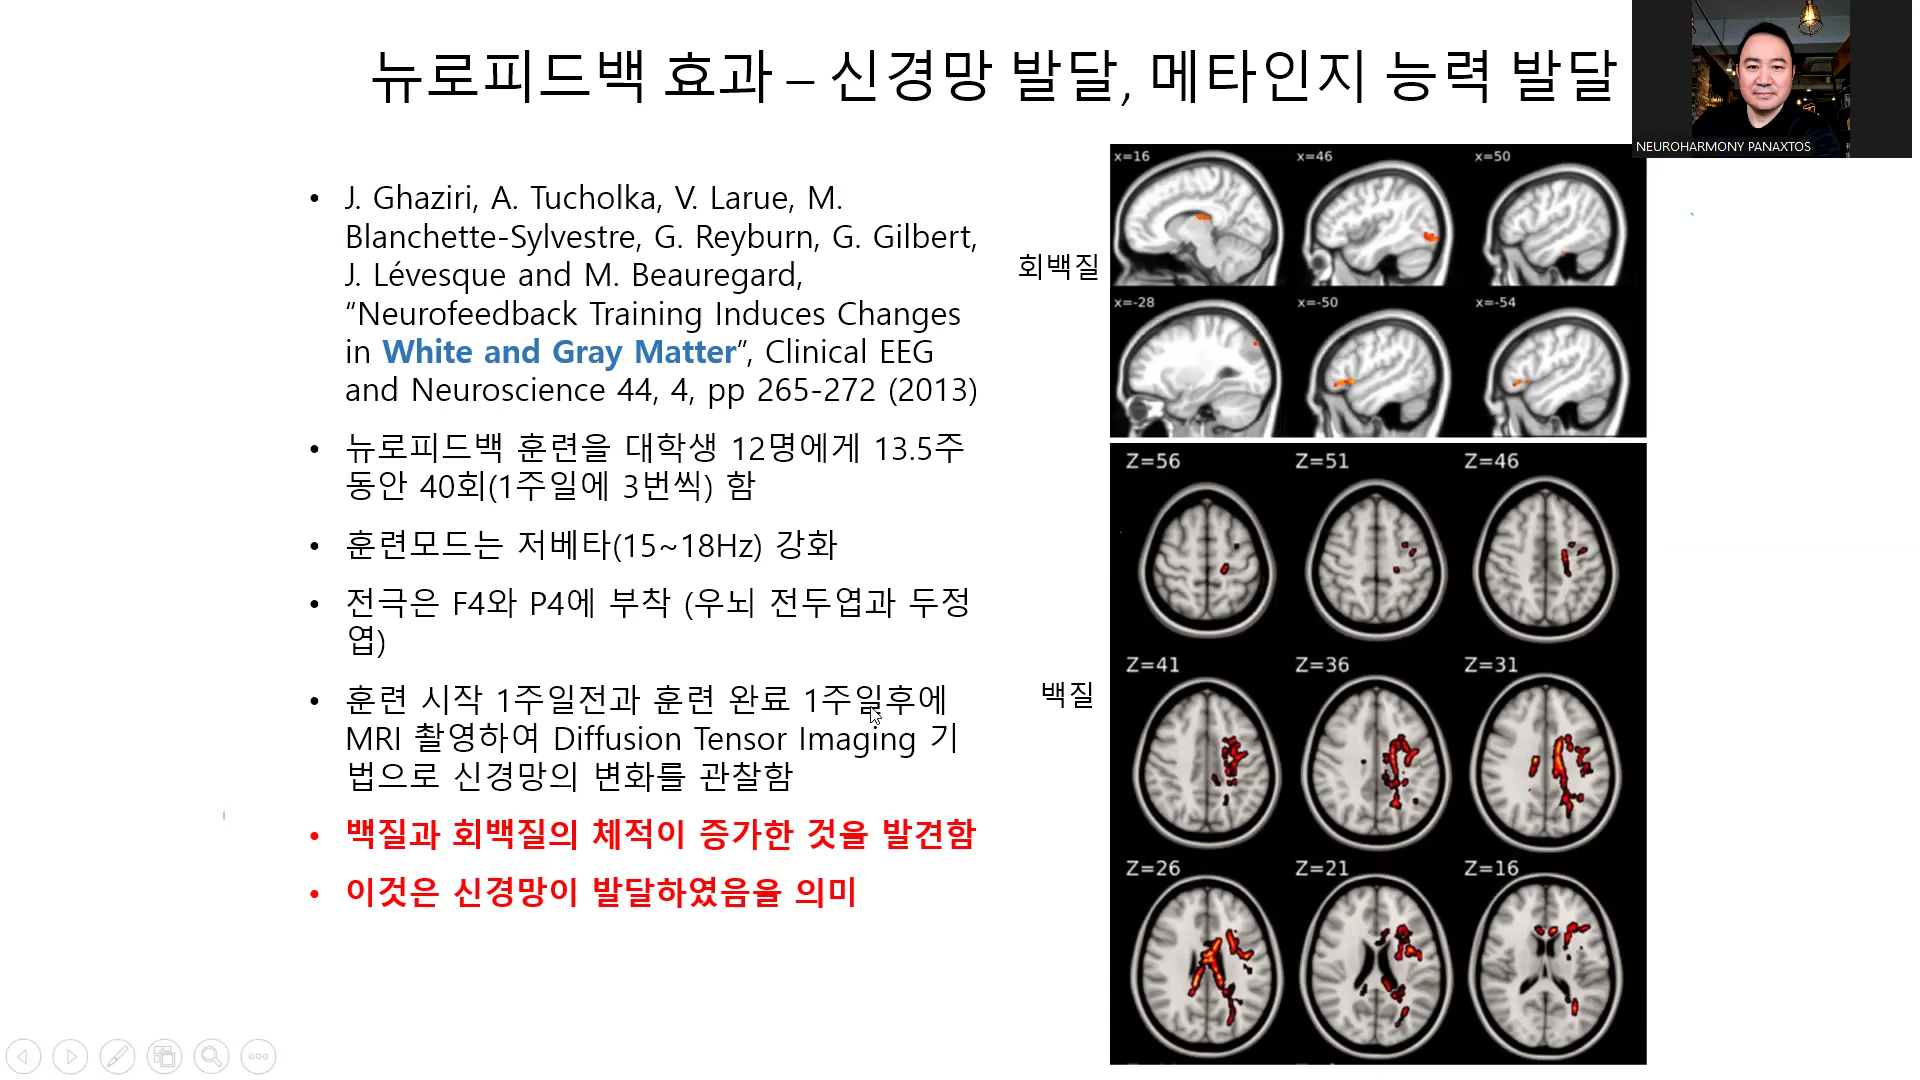 뉴로피드백 효과 – 신경망 발달, 메타인지 능력 발달
NEUROHARMONY PANAXTOS
• J. Ghaziri, A. Tucholka, V. Larue, M.
Blanchette-Sylvestre, G. Reyburn, G. Gilbert,
J. Lévesque and M. Beauregard,
“Neurofeedback Training Induces Changes
in White and Gray Matter”, Clinical EEG
and Neuroscience 44, 4, pp 265-272 (2013)
• 뉴로피드백 훈련을 대학생 12명에게 13.5주
동안 40회(1주일에 3번씩) 함
• 훈련모드는 저베타(15~18Hz) 강화
• 전극은 F4와 P4에 부착 (우뇌 전두엽과 두정
엽)
• 훈련 시작 1주일전과 훈련 완료 1주일후에
MRI 촬영하여 Diffusion Tensor Imaging 기
법으로 신경망의 변화를 관찰함
• 백질과 회백질의 체적이 증가한 것을 발견함
• 이것은 신경망이 발달하였음을 의미
회백질
x=16 x=46 x=50
x=-28 x=-50 x=-54
백질
Z=56 Z=51 Z=46
Z=41 Z=36 Z=31
Z=26 Z=21 Z=16